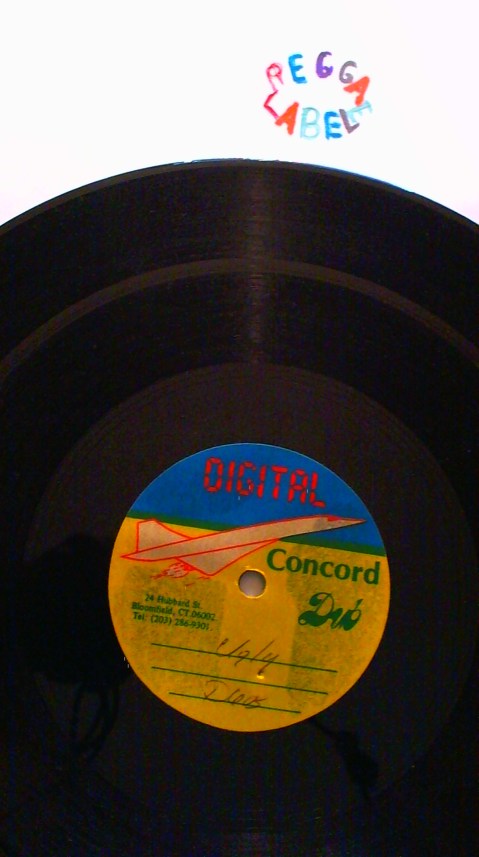 REGGAE
LABEL
DIGITAL
Concord
Dub
24 Hubbard St.
Bloomfield, CT 06002
Tel: (203) 286-9301